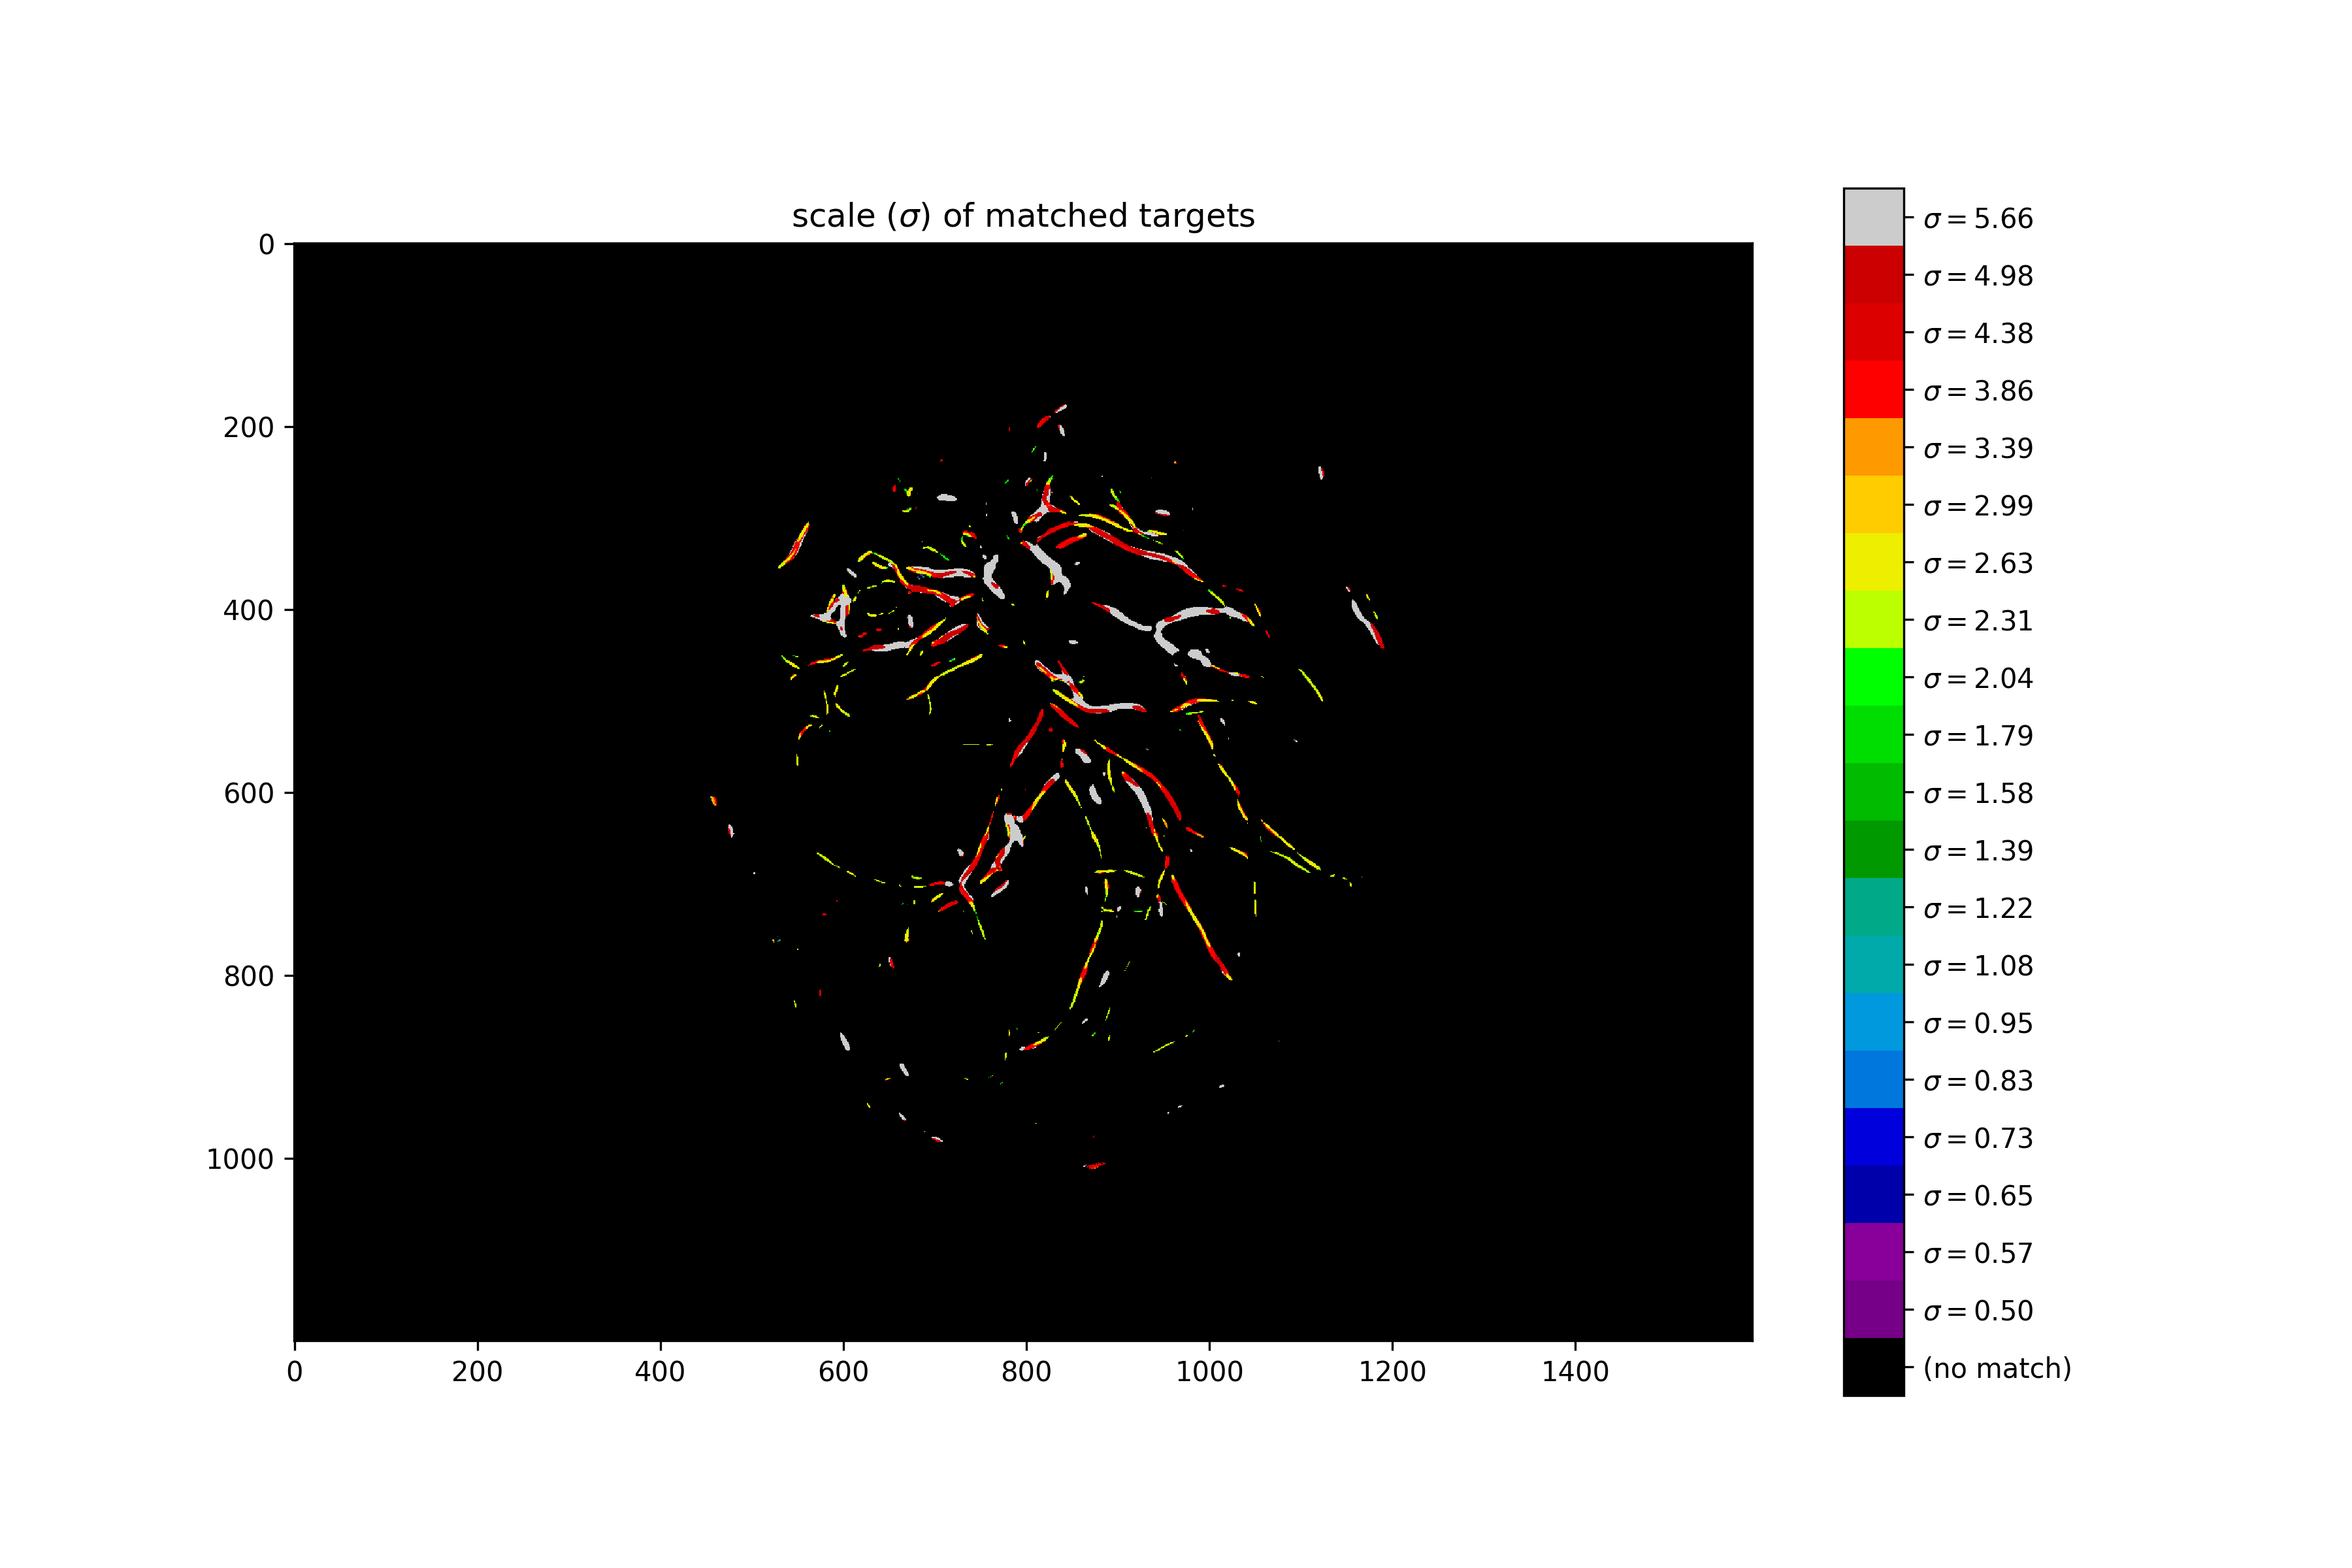 scale (σ) of matched targets
0
200
400
600
800
1000
0 200 400 600 800 1000 1200 1400
σ = 5.66
σ = 4.98
σ = 4.38
σ = 3.86
σ = 3.39
σ = 2.99
σ = 2.63
σ = 2.31
σ = 2.04
σ = 1.79
σ = 1.58
σ = 1.39
σ = 1.22
σ = 1.08
σ = 0.95
σ = 0.83
σ = 0.73
σ = 0.65
σ = 0.57
σ = 0.50
(no match)